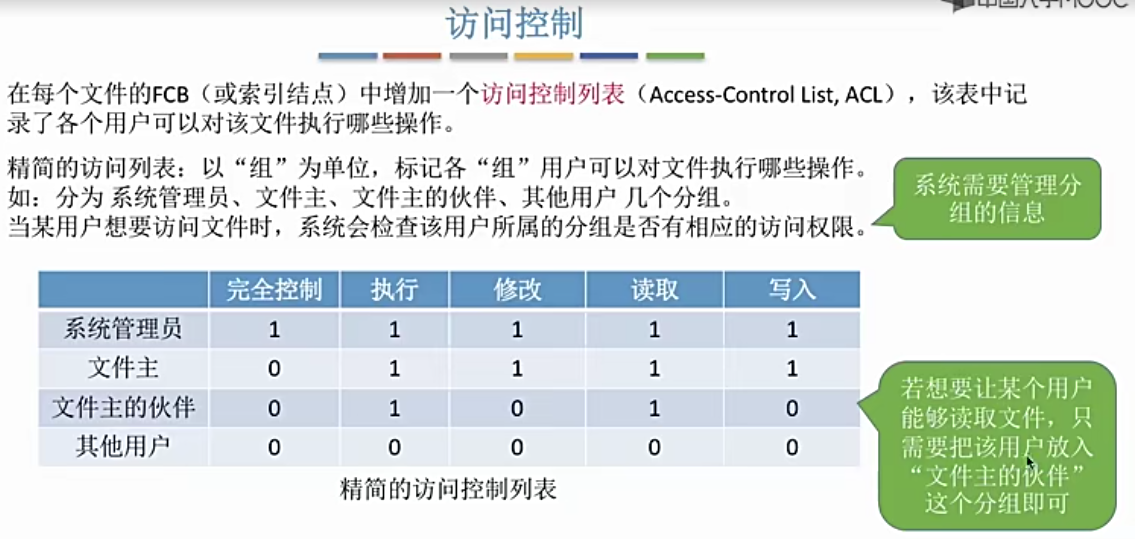 中国大学MOOC
访问控制
在每个文件的FCB（或索引结点）中增加一个访问控制列表（Access-Control List, ACL），该表中记
录了各个用户可以对该文件执行哪些操作。
精简的访问列表：以“组”为单位，标记各“组”用户可以对文件执行哪些操作。
如：分为 系统管理员、文件主、文件主的伙伴、其他用户 几个分组。
当某用户想要访问文件时，系统会检查该用户所属的分组是否有相应的访问权限。
系统需要管理分
组的信息
完全控制 执行 修改 读取 写入
系统管理员 1 1 1 1 1
文件主 0 1 1 1 1
文件主的伙伴 0 1 0 1 0
其他用户 0 0 0 0 0
精简的访问控制列表
若想要让某个用户
能够读取文件，只
需要把该用户放入
“文件主的伙伴”
这个分组即可